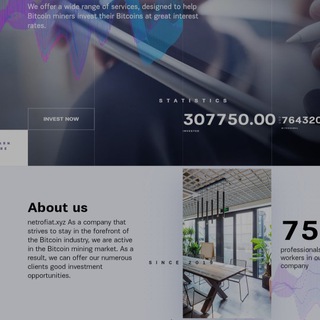 We offer a wide range of services, designed to help
Bitcoin miners invest their Bitcoins at great interest
rates.
INVEST NOW
STATISTICS
307750.00
764320
About us
netrofiat.xyz As a company that
strives to stay in the forefront of
the Bitcoin industry, we are active
in the Bitcoin mining market. As a
result, we can offer our numerous
clients good investment
opportunities.
SINCE 201
75
professionals
workers in ou
company